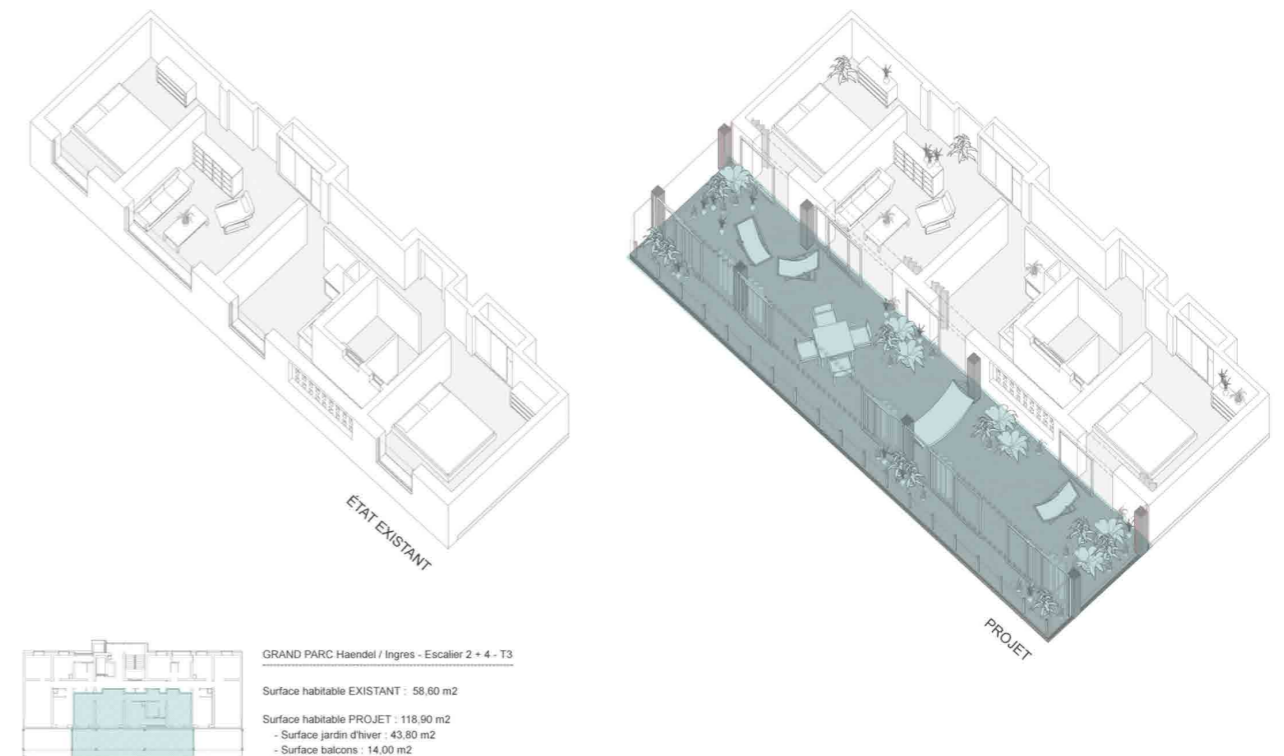 ÉTAT EXISTANT
PROJET
GRAND PARC Haendel / Ingres - Escalier 2 + 4 - T3
Surface habitable EXISTANT : 58,60 m2
Surface habitable PROJET : 118,90 m2
- Surface jardin d'hiver : 43,80 m2
- Surface balcons : 14,00 m2